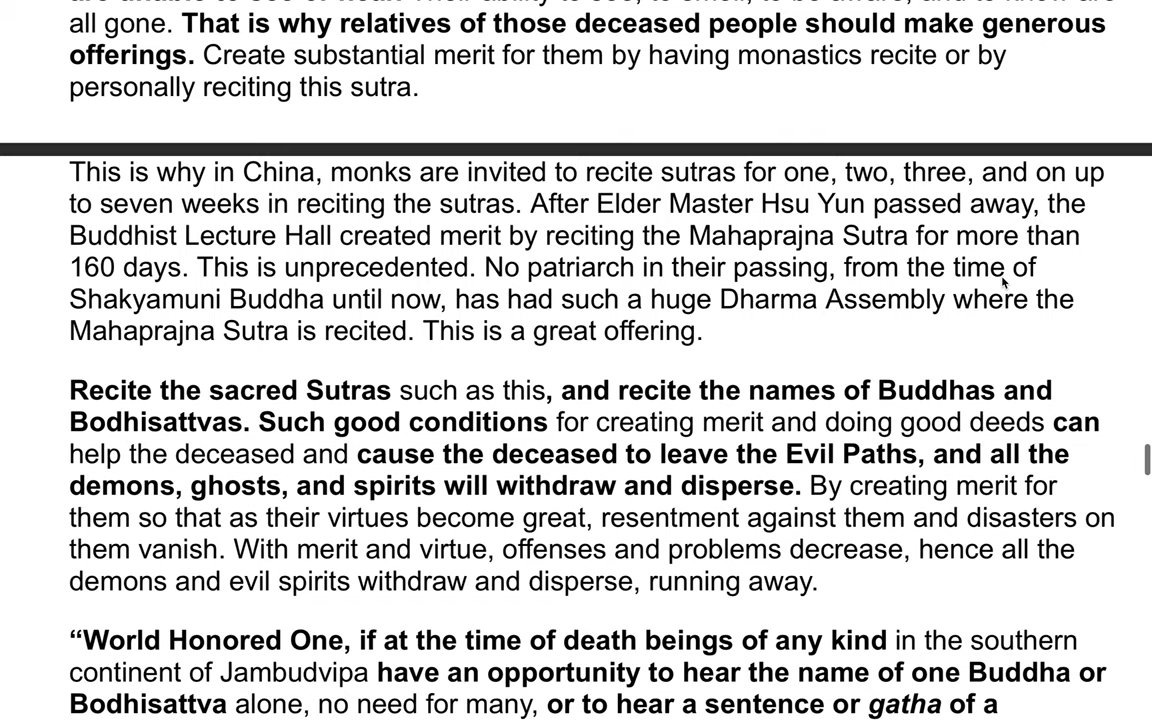 all gone. That is why relatives of those deceased people should make generous
offerings. Create substantial merit for them by having monastics recite or by
personally reciting this sutra.
This is why in China, monks are invited to recite sutras for one, two, three, and on up
to seven weeks in reciting the sutras. After Elder Master Hsu Yun passed away, the
Buddhist Lecture Hall created merit by reciting the Mahaprajna Sutra for more than
160 days. This is unprecedented. No patriarch in their passing, from the time of
Shakyamuni Buddha until now, has had such a huge Dharma Assembly where the
Mahaprajna Sutra is recited. This is a great offering.
Recite the sacred Sutras such as this, and recite the names of Buddhas and
Bodhisattvas. Such good conditions for creating merit and doing good deeds can
help the deceased and cause the deceased to leave the Evil Paths, and all the
demons, ghosts, and spirits will withdraw and disperse. By creating merit for
them so that as their virtues become great, resentment against them and disasters on
them vanish. With merit and virtue, offenses and problems decrease, hence all the
demons and evil spirits withdraw and disperse, running away.
“World Honored One, if at the time of death beings of any kind in the southern
continent of Jambudvipa have an opportunity to hear the name of one Buddha or
Bodhisattva alone, no need for many, or to hear a sentence or gatha of a